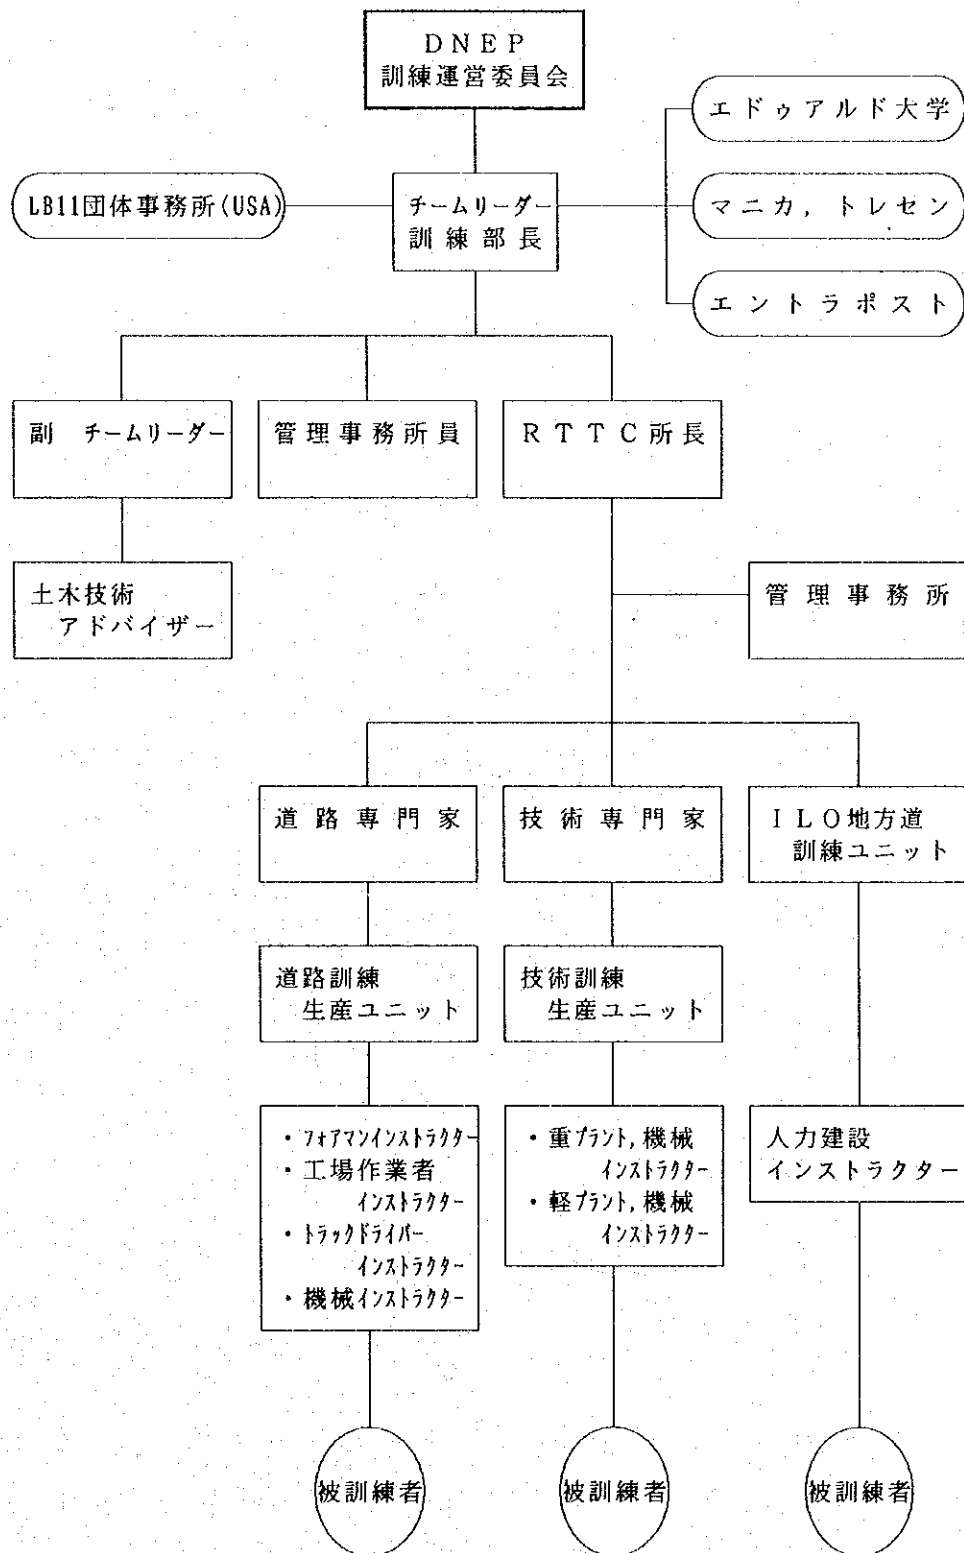 DNEP
訓練運営委員会
エドゥアルド大学
LB11団体事務所(USA)
チームリーダー
訓練部長
マニカ, トレセン
エントラポスト
副 チームリーダー
管理事務所員
RTTC所長
土木技術
アドバイザー
管理事務所
道路専門家
技術専門家
ILO地方道
訓練ユニット
道路訓練
生産ユニット
技術訓練
生産ユニット
・フォアマンインストラクター
・工場作業者
インストラクター
・トラックドライバー
インストラクター
・機械インストラクター
・重プラント,機械
インストラクター
・軽プラント,機械
インストラクター
人力建設
インストラクター
被訓練者
被訓練者
被訓練者